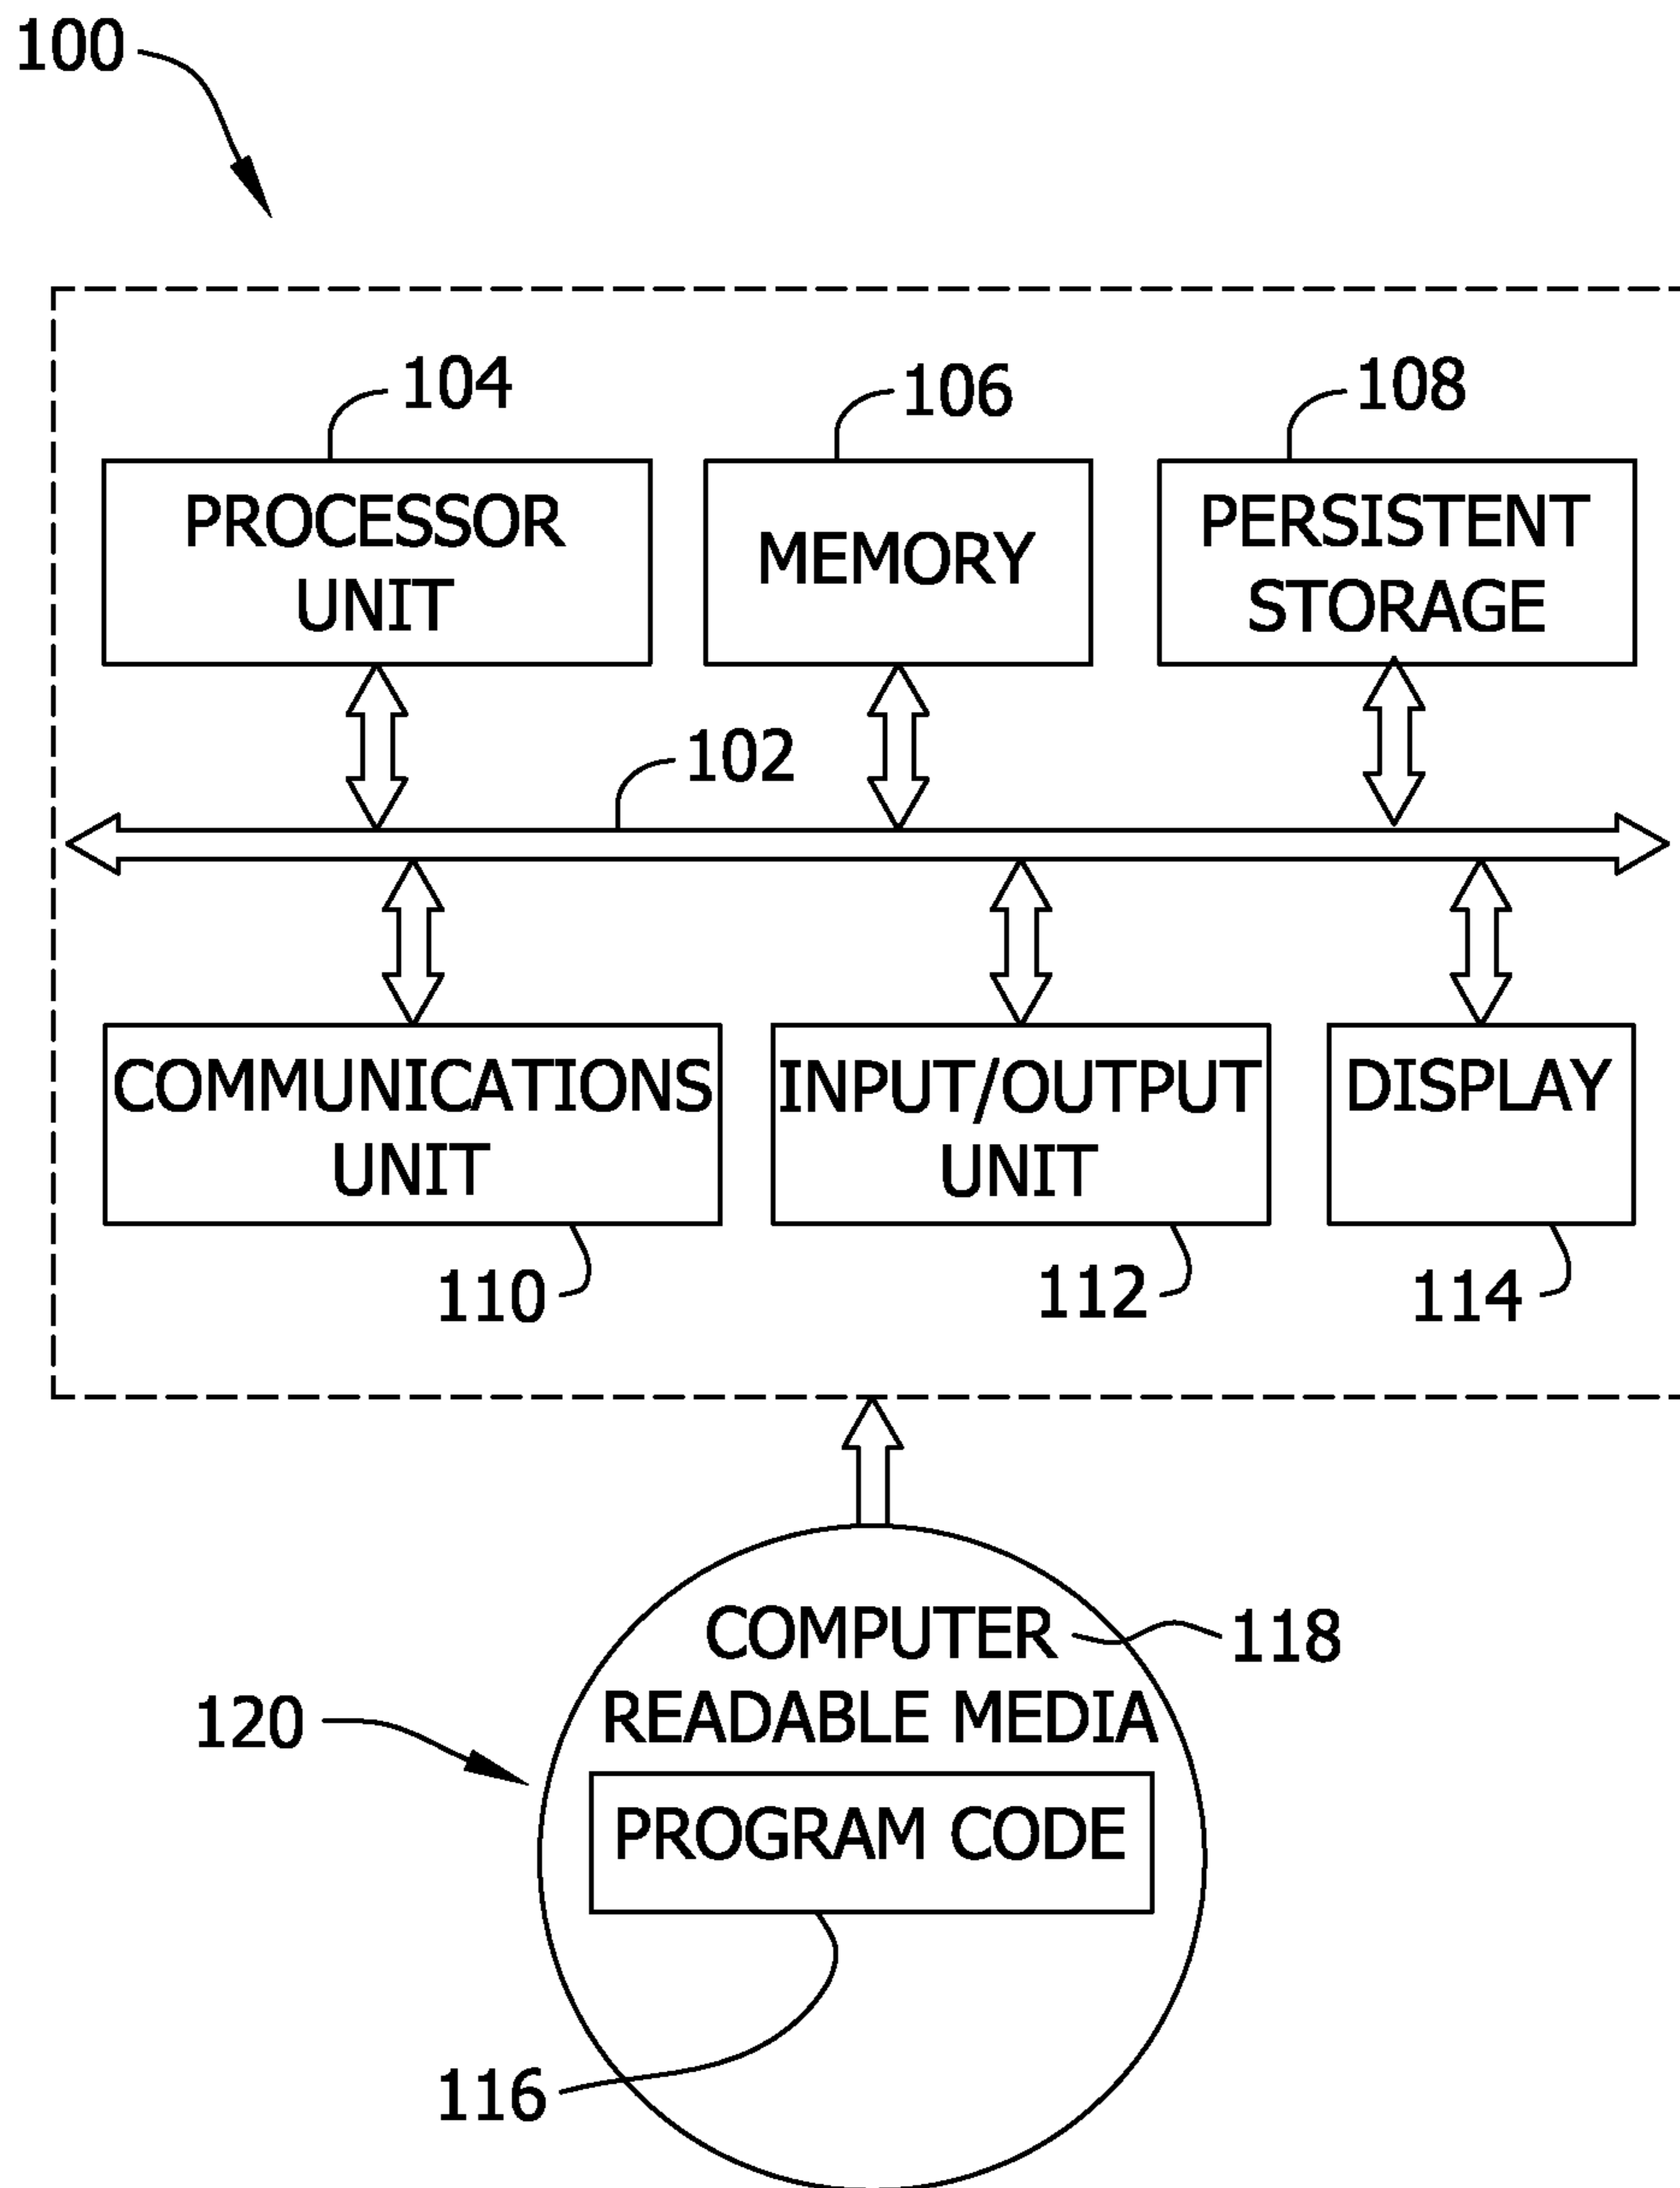 100
104
106
108
PROCESSOR
UNIT
MEMORY
PERSISTENT
STORAGE
102
COMMUNICATIONS
UNIT
INPUT/OUTPUT
UNIT
DISPLAY
110
112
114
COMPUTER
READABLE MEDIA
118
120
PROGRAM CODE
116